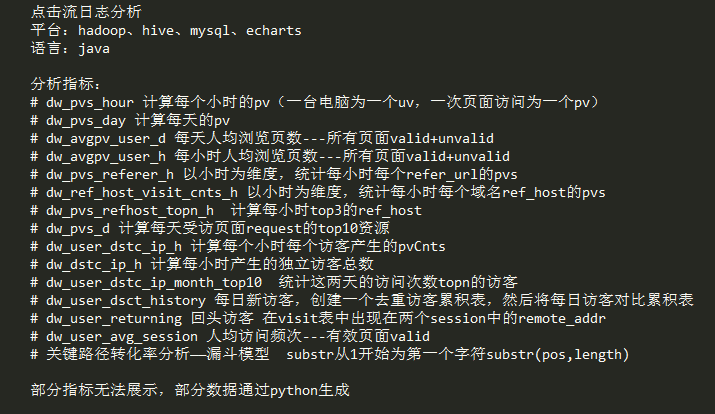 点击流日志分析
平台：hadoop、hive、mysql、echarts
语言：java
分析指标：
# dw_pvs_hour 计算每个小时的pv（一台电脑为一个uv，一次页面访问为一个pv）
# dw_pvs_day 计算每天的pv
# dw_avgpv_user_d 每天人均浏览页数---所有页面valid+unvalid
# dw_avgpv_user_h 每小时人均浏览页数---所有页面valid+unvalid
# dw_pvs_referer_h 以小时为维度，统计每小时每个refer_url的pvs
# dw_ref_host_visit_cnts_h 以小时为维度，统计每小时每个域名ref_host的pvs
# dw_pvs_refhost_topn_h  计算每小时top3的ref_host
# dw_pvs_d 计算每天受访页面request的top10资源
# dw_user_dstc_ip_h 计算每个小时每个访客产生的pvCnts
# dw_dstc_ip_h 计算每小时产生的独立访客总数
# dw_user_dstc_ip_month_top10  统计这两天的访问次数topn的访客
# dw_user_dsct_history 每日新访客，创建一个去重访客累积表，然后将每日访客对比累积表
# dw_user_returning 回头访客 在visit表中出现在两个session中的remote_addr
# dw_user_avg_session 人均访问频次---有效页面valid
# 关键路径转化率分析——漏斗模型  substr从1开始为第一个字符substr(pos,length)
部分指标无法展示，部分数据通过python生成